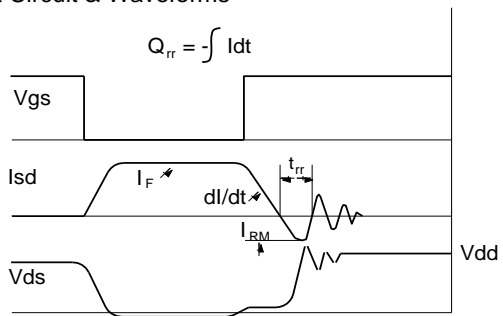 Circuit & Waveforms
Qrr = -∫ Idt
Vgs
trr
Isd
IF
dI/dt
IRM
Vdd
Vds